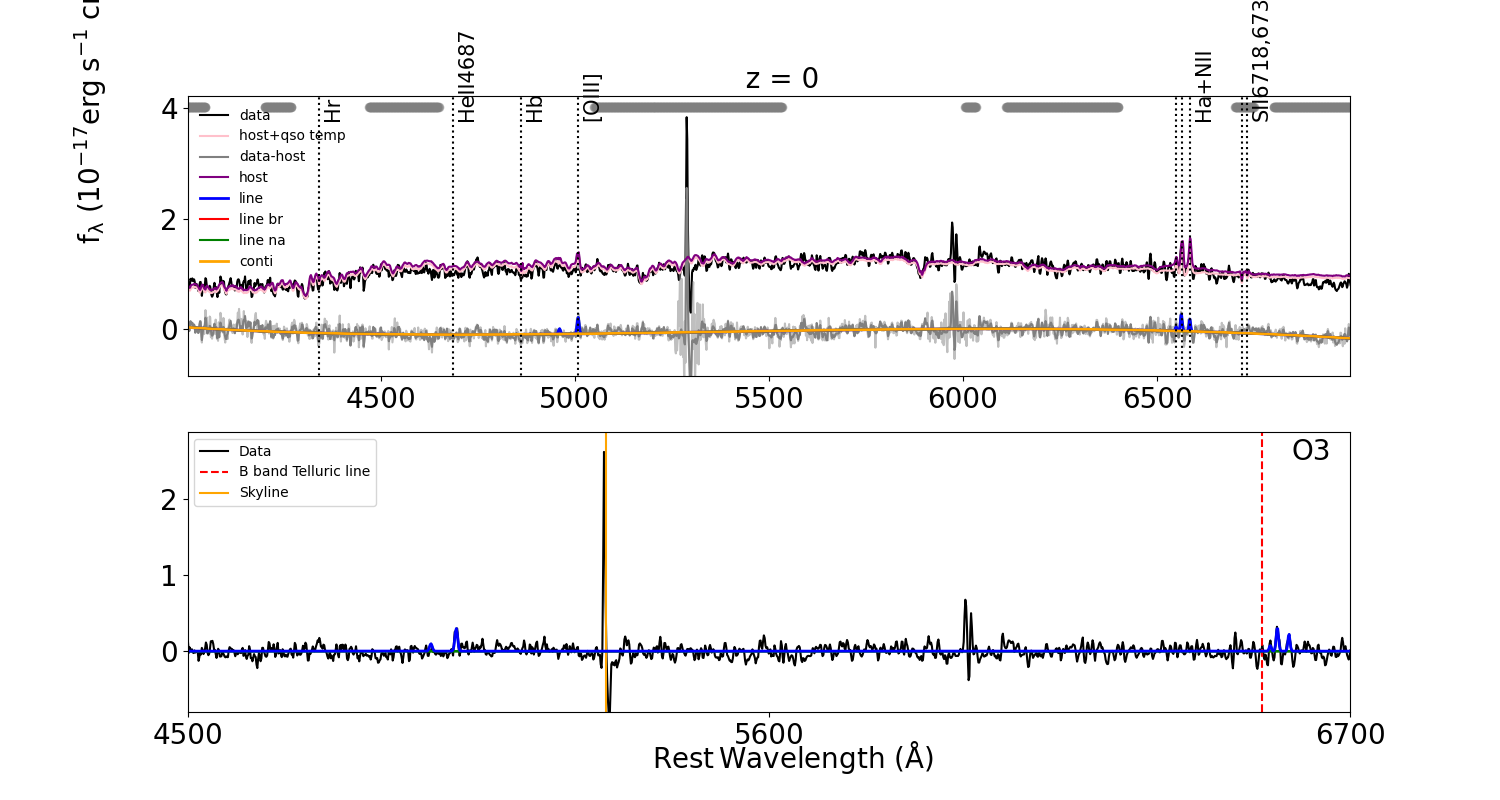 z = 0
4
2
0
f_λ (10^−17 erg s^−1 c
data
host+qso temp
data-host
host
line
line br
line na
conti
Hr
HeII4687
Hb
[OIII]
Ha+NII
SII6718,673
4500 5000 5500 6000 6500
2
1
0
Data
B band Telluric line
Skyline
O3
4500 5600 6700
Rest Wavelength (Å)